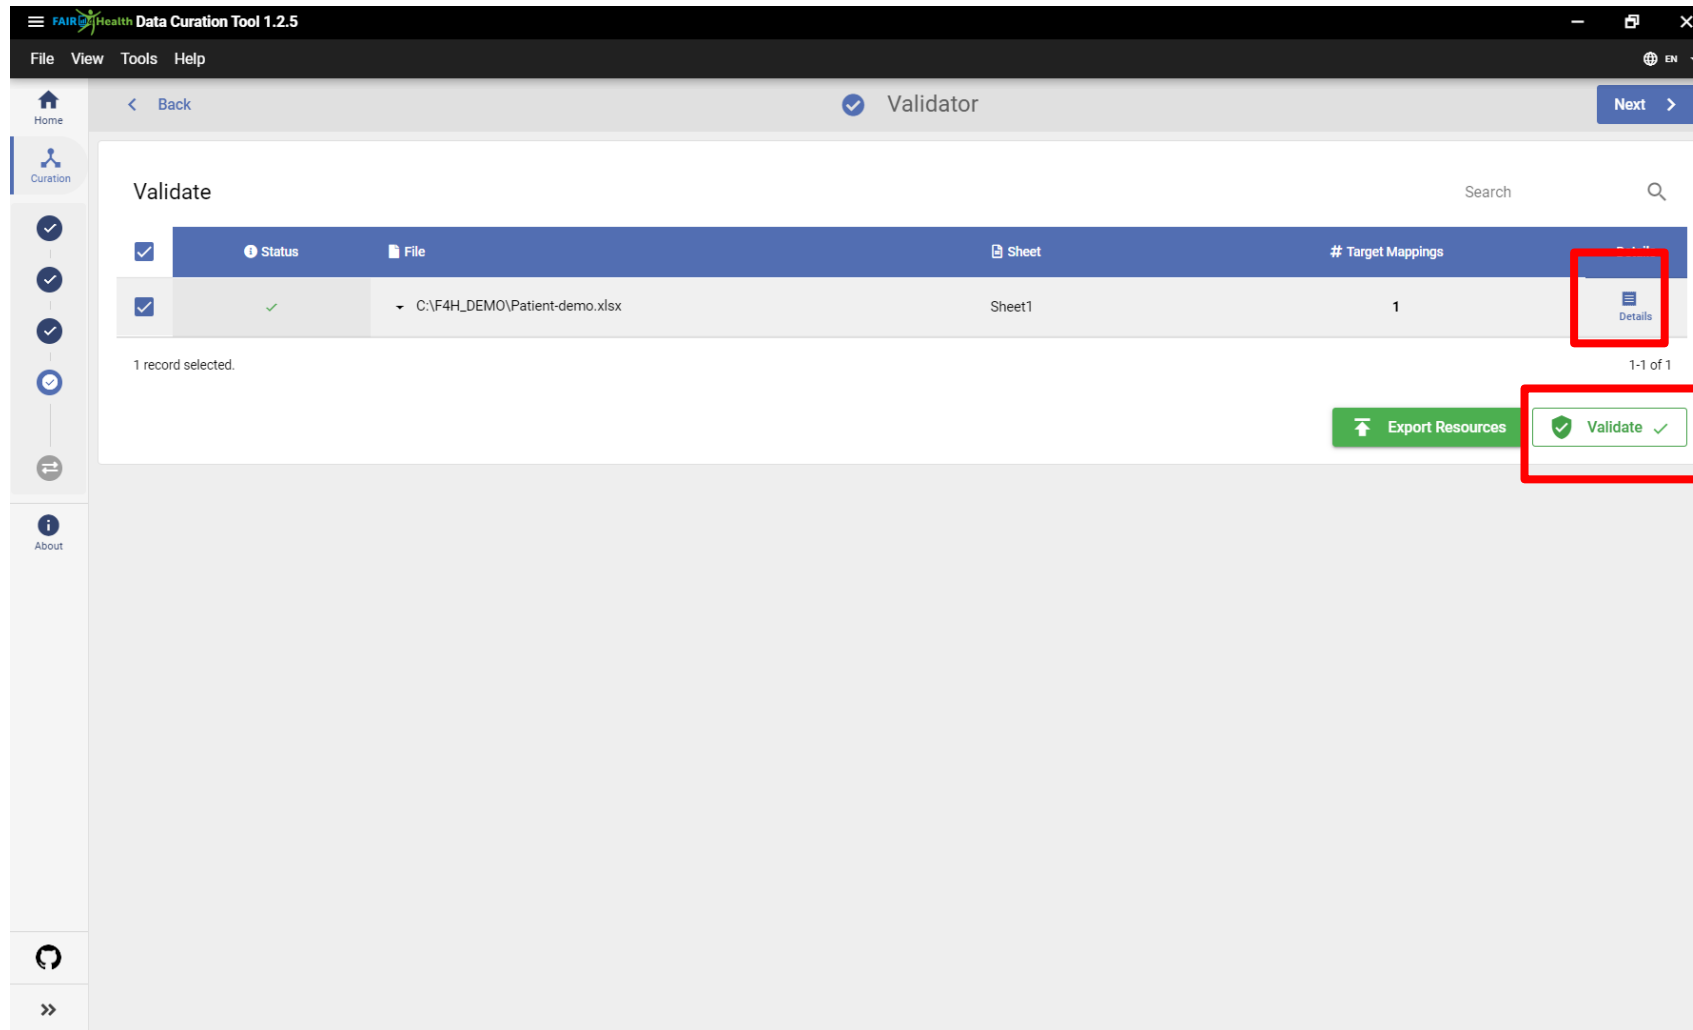 FAIR4Health Data Curation Tool 1.2.5
File View Tools Help EN
Home
Back
Validator
Next
Curation
Validate
Search
Status File Sheet # Target Mappings
C:\F4H_DEMO\Patient-demo.xlsx Sheet1 1 Details
1 record selected. 1-1 of 1
Export Resources Validate
About